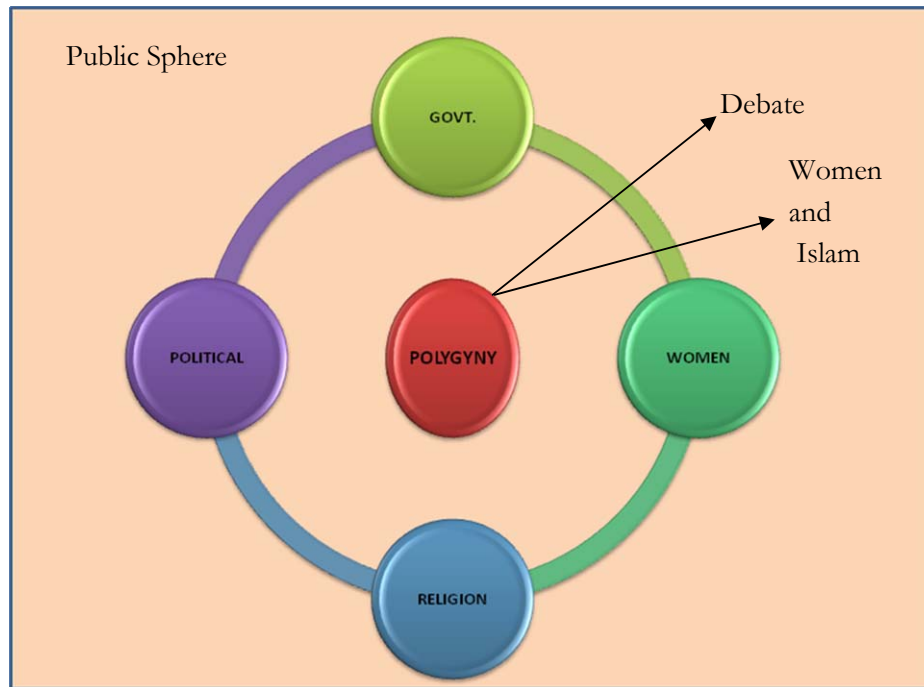 Public Sphere
GOVT.
Debate
Women
and
Islam
POLITICAL
POLYGYNY
WOMEN
RELIGION